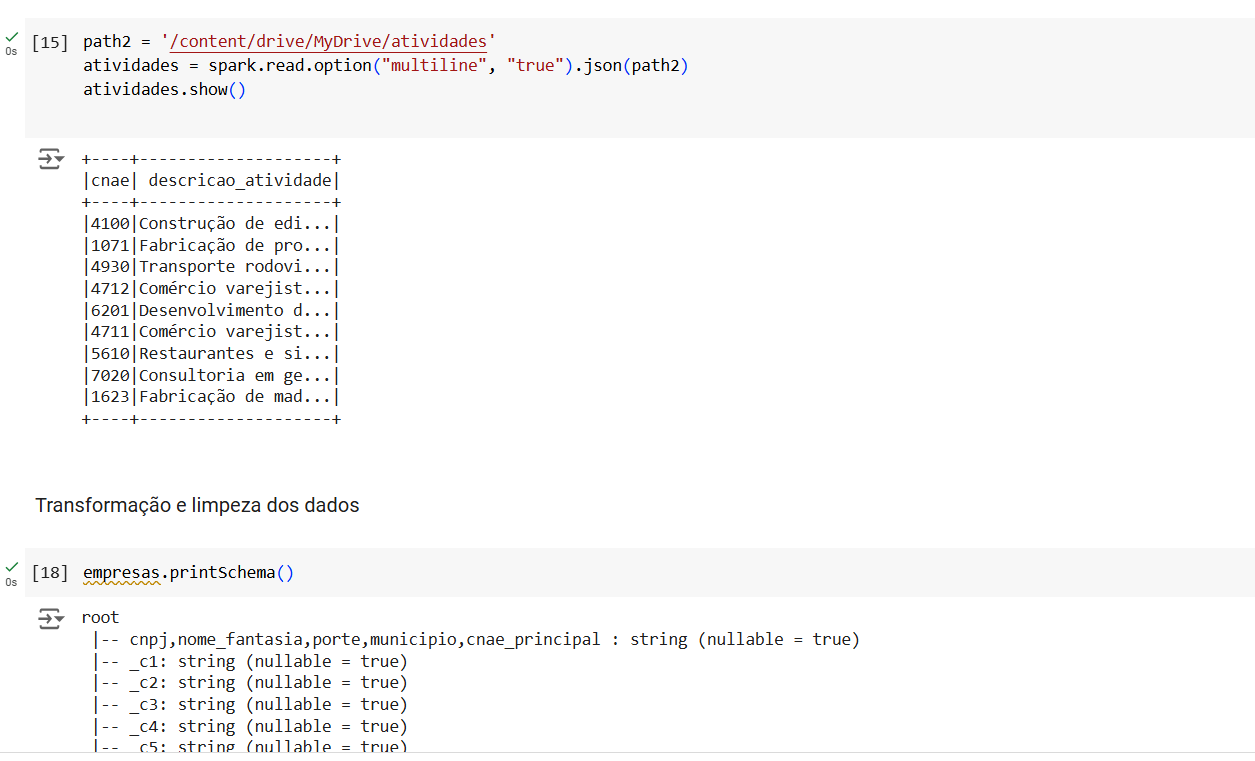 [15] path2 = '/content/drive/MyDrive/atividades'
0s
atividades = spark.read.option("multiline", "true").json(path2)
atividades.show()
+----+--------------------+
|cnae| descricao_atividade|
+----+--------------------+
|4100|Construção de edi...|
|1071|Fabricação de pro...|
|4930|Transporte rodovi...|
|4712|Comércio varejist...|
|6201|Desenvolvimento d...|
|4711|Comércio varejist...|
|5610|Restaurantes e si...|
|7020|Consultoria em ge...|
|1623|Fabricação de mad...|
+----+--------------------+
Transformação e limpeza dos dados
[18] empresas.printSchema()
0s
root
|-- cnpj,nome_fantasia,porte,municipio,cnae_principal : string (nullable = true)
|-- _c1: string (nullable = true)
|-- _c2: string (nullable = true)
|-- _c3: string (nullable = true)
|-- _c4: string (nullable = true)
|-- _c5: string (nullable = true)